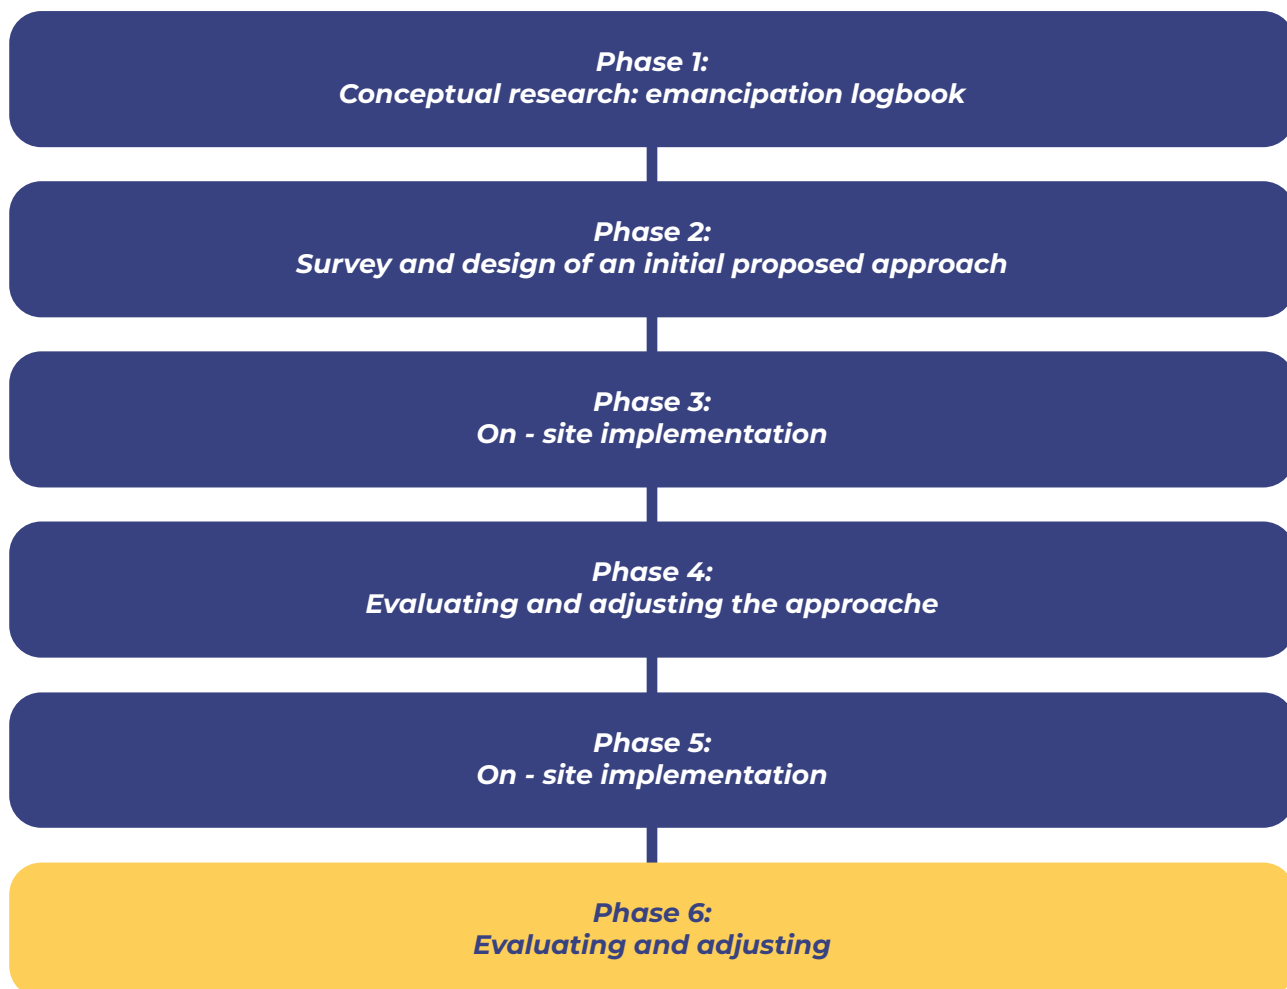 Phase 1:
Conceptual research: emancipation logbook
Phase 2:
Survey and design of an initial proposed approach
Phase 3:
On - site implementation
Phase 4:
Evaluating and adjusting the approache
Phase 5:
On - site implementation
Phase 6:
Evaluating and adjusting